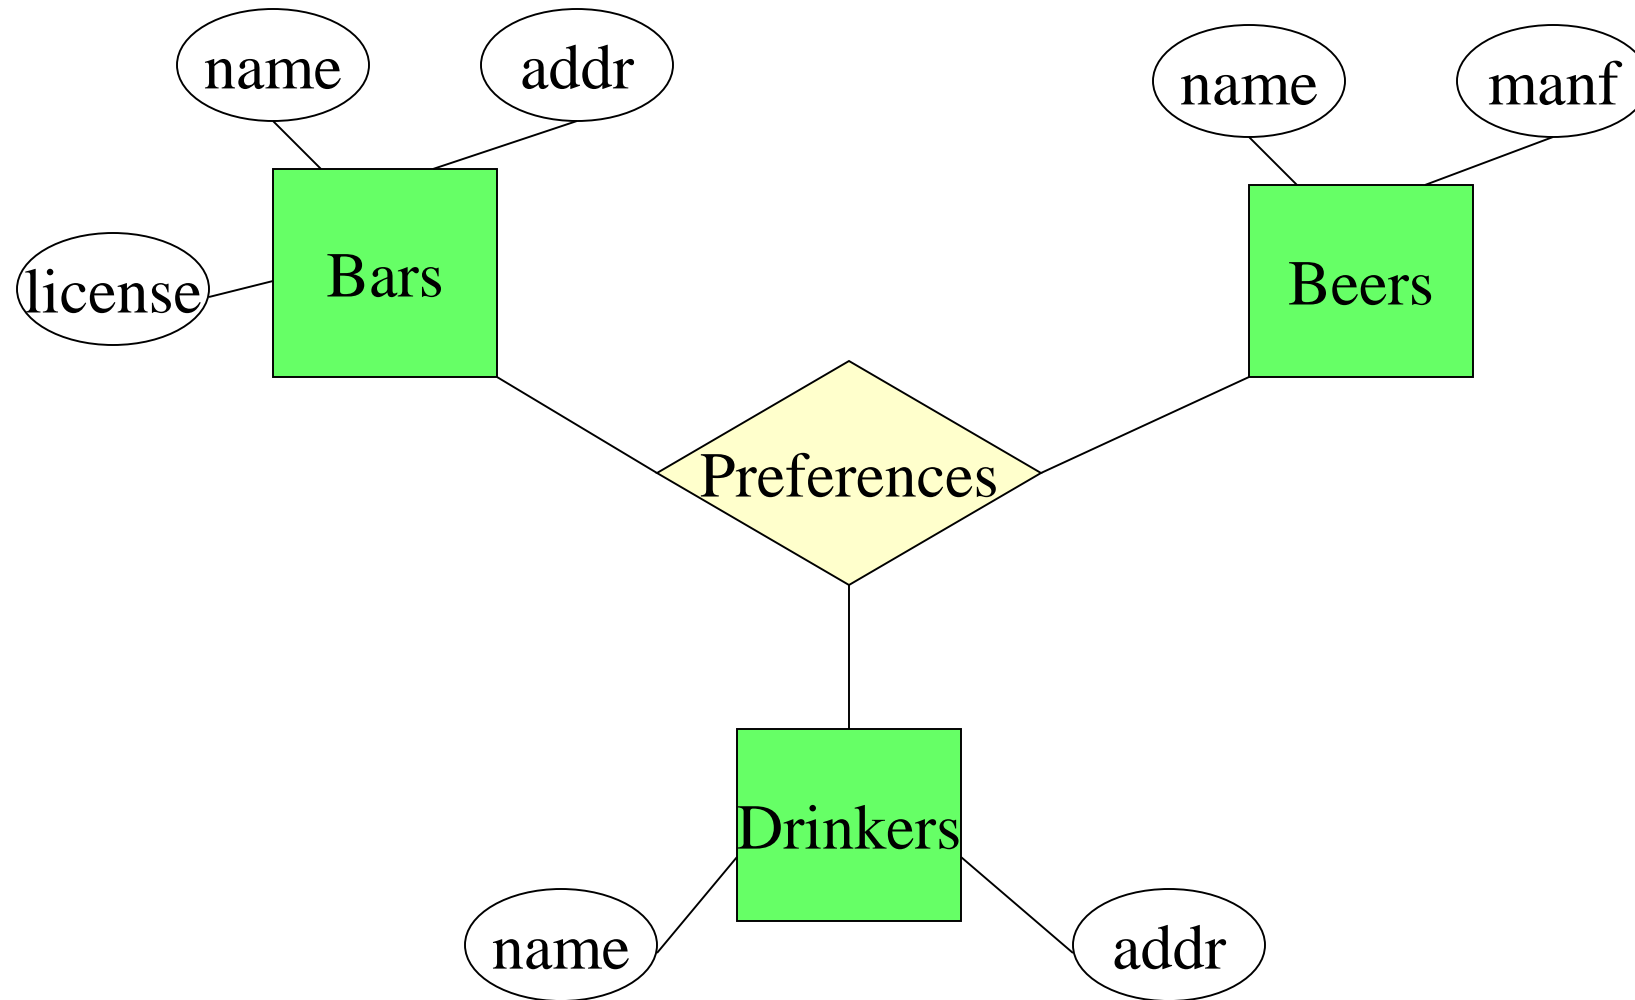 name
addr
name
manf
license
Bars
Beers
Preferences
Drinkers
name
addr